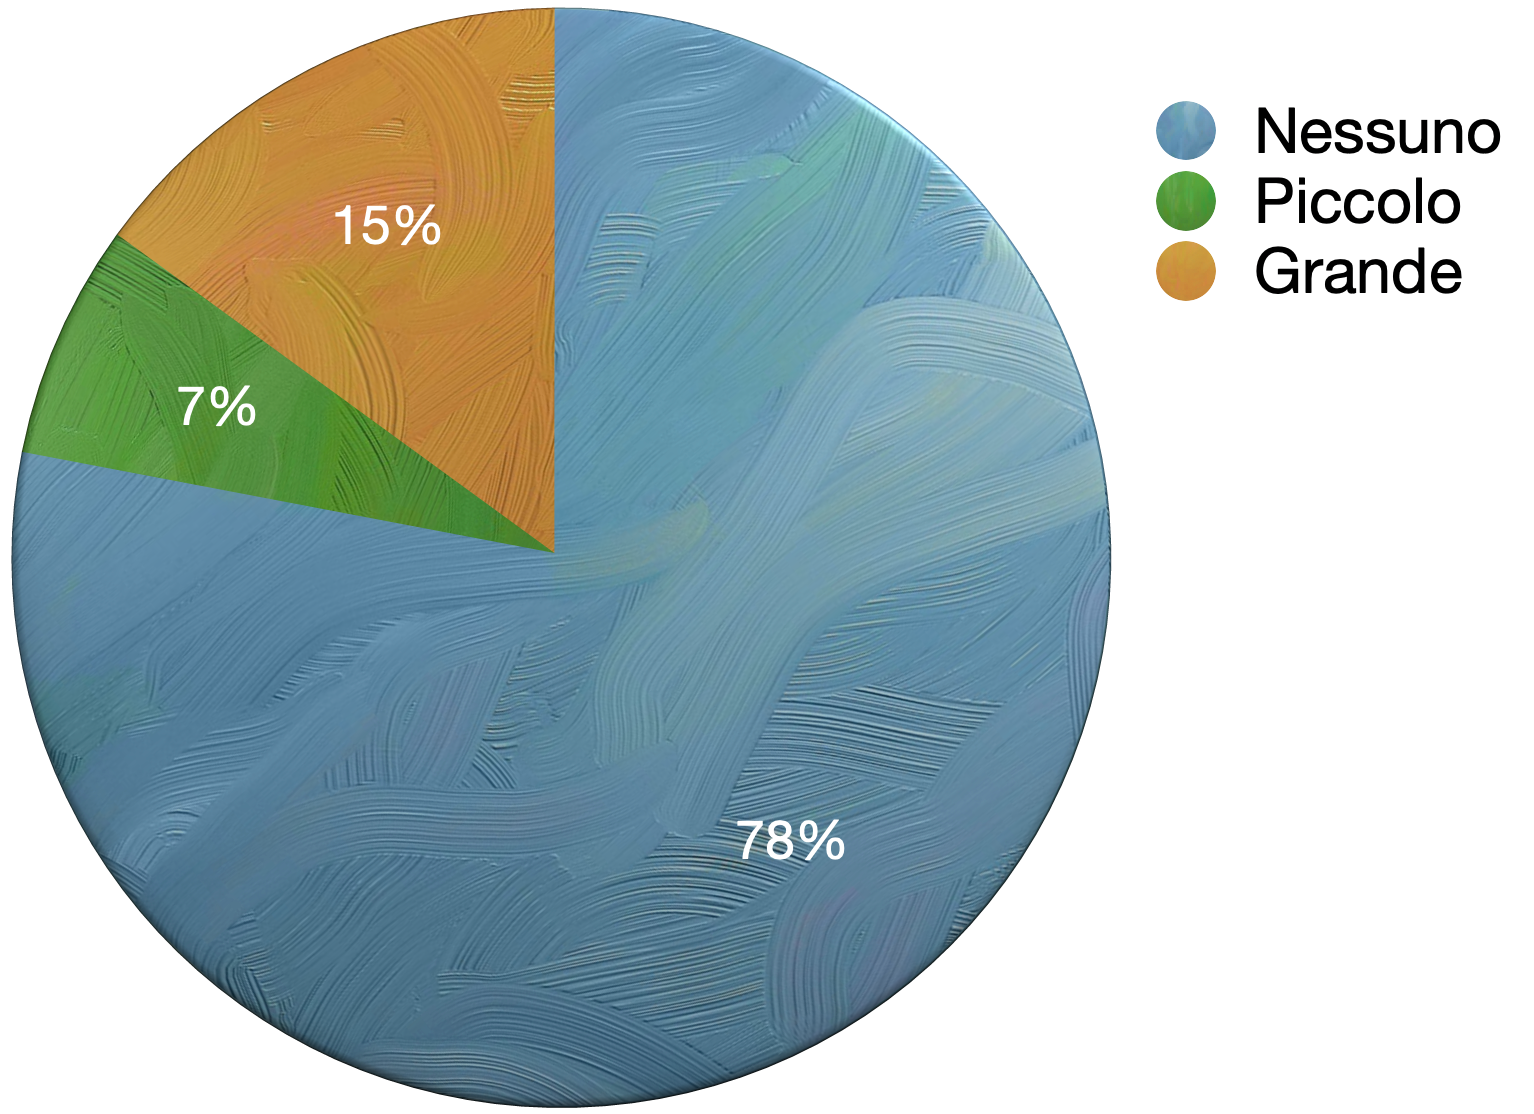 Nessuno
Piccolo
Grande
15%
7%
78%